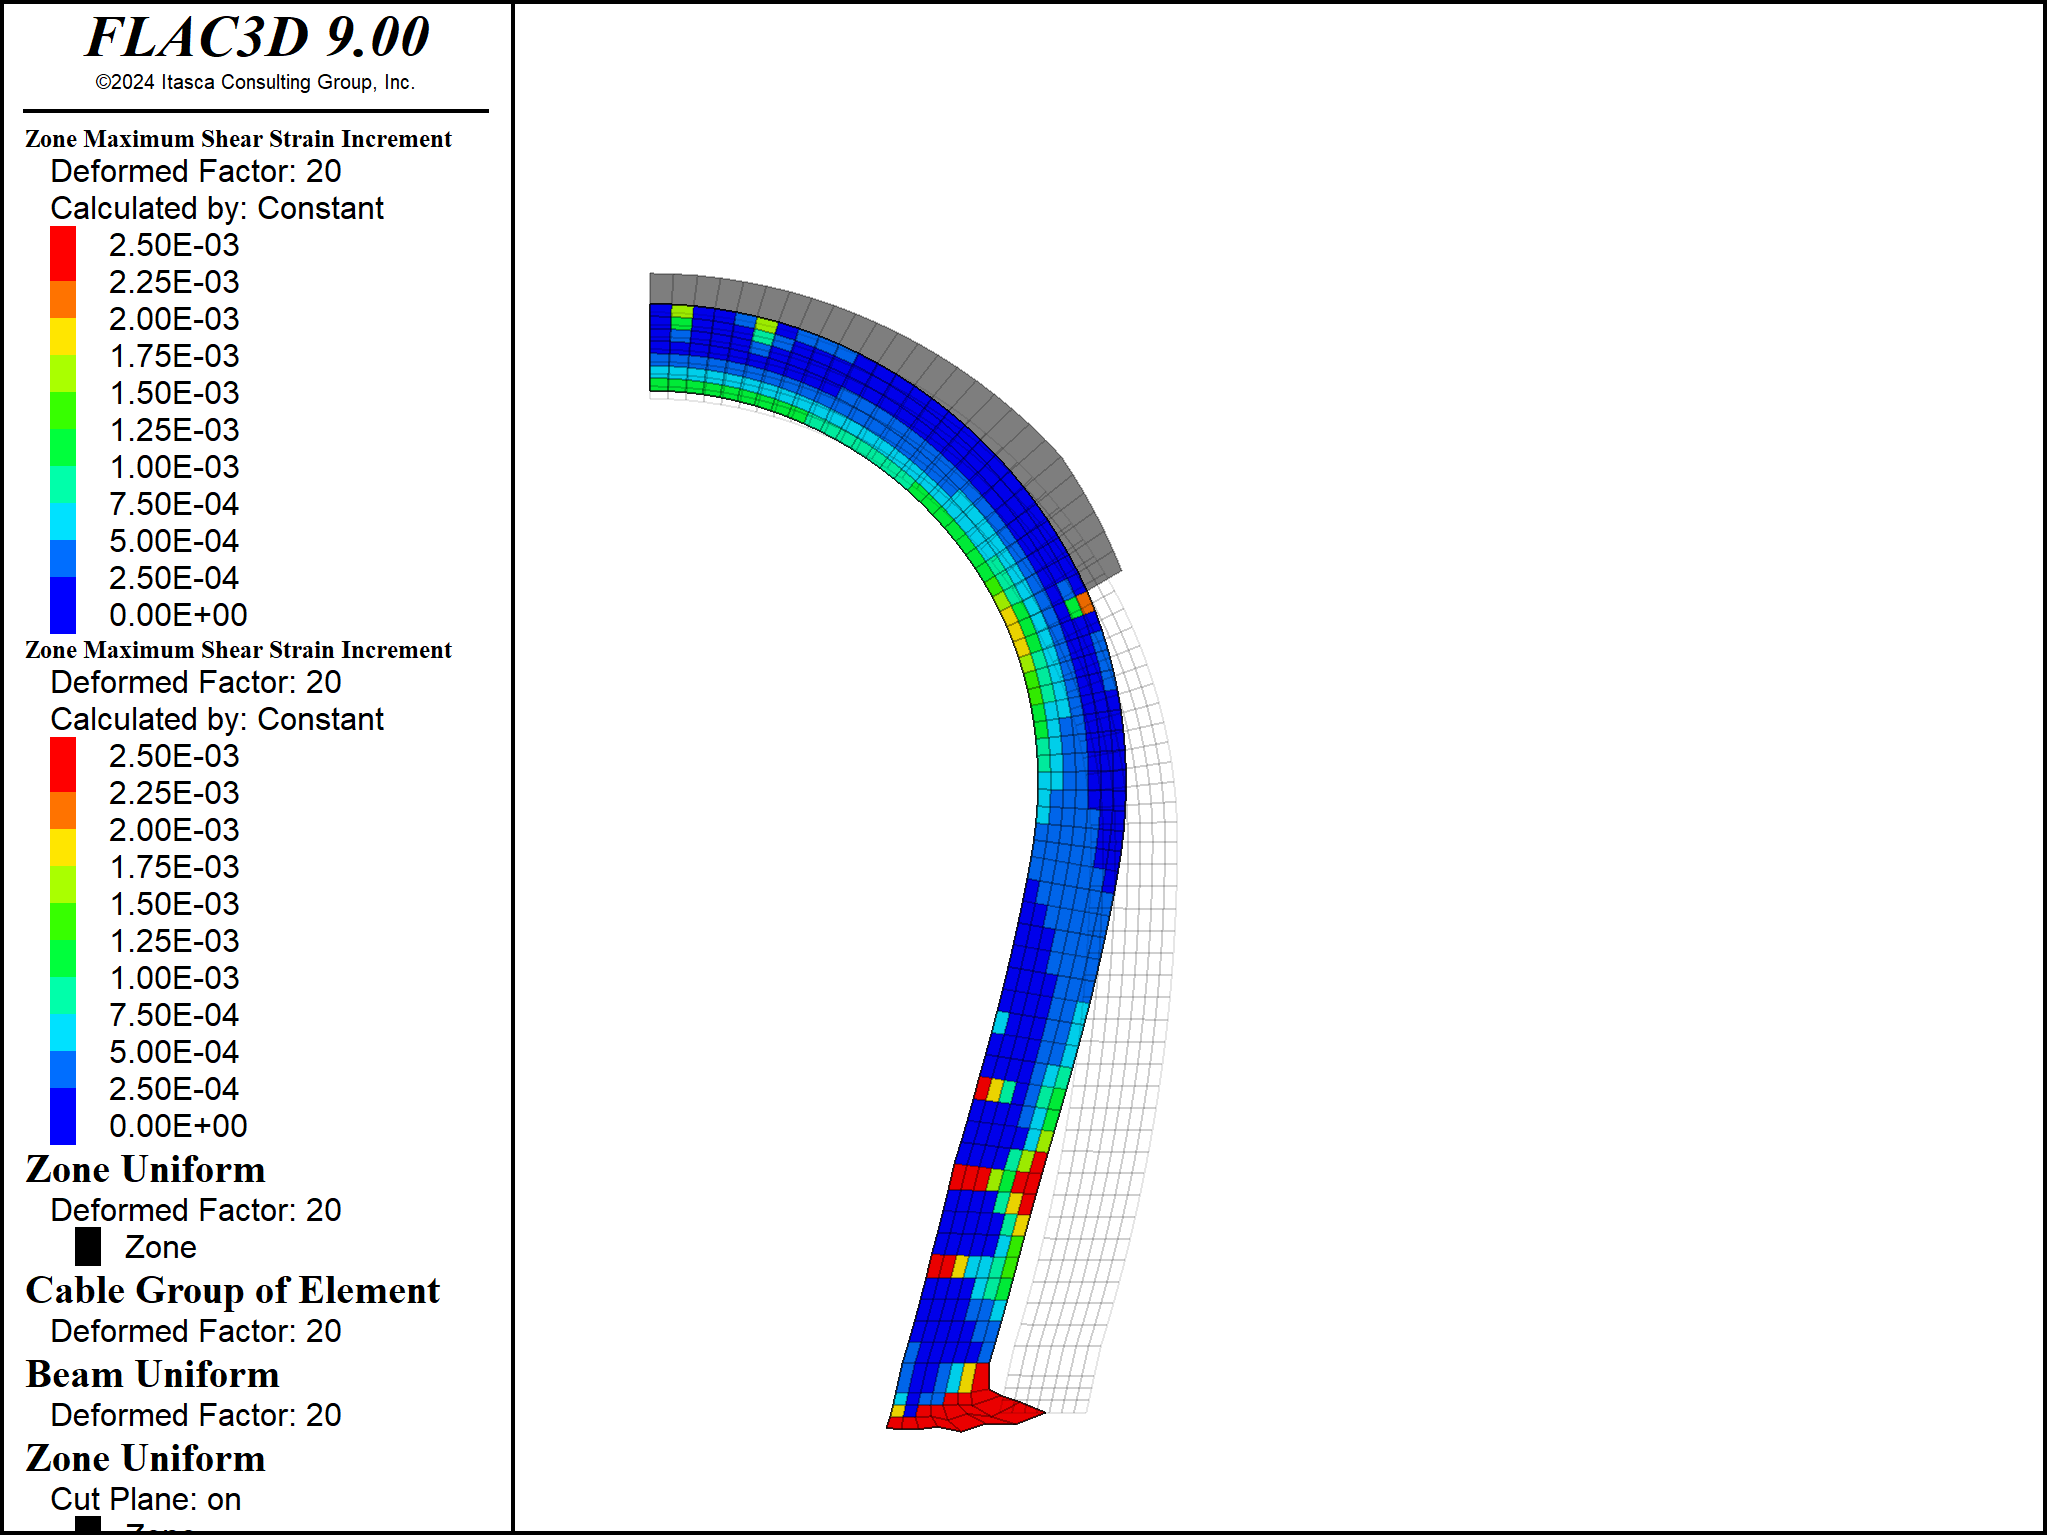 FLAC3D 9.00
©2024 Itasca Consulting Group, Inc.
Zone Maximum Shear Strain Increment
Deformed Factor: 20
Calculated by: Constant
2.50E-03
2.25E-03
2.00E-03
1.75E-03
1.50E-03
1.25E-03
1.00E-03
7.50E-04
5.00E-04
2.50E-04
0.00E+00
Zone Maximum Shear Strain Increment
Deformed Factor: 20
Calculated by: Constant
2.50E-03
2.25E-03
2.00E-03
1.75E-03
1.50E-03
1.25E-03
1.00E-03
7.50E-04
5.00E-04
2.50E-04
0.00E+00
Zone Uniform
Deformed Factor: 20
Zone
Cable Group of Element
Deformed Factor: 20
Beam Uniform
Deformed Factor: 20
Zone Uniform
Cut Plane: on